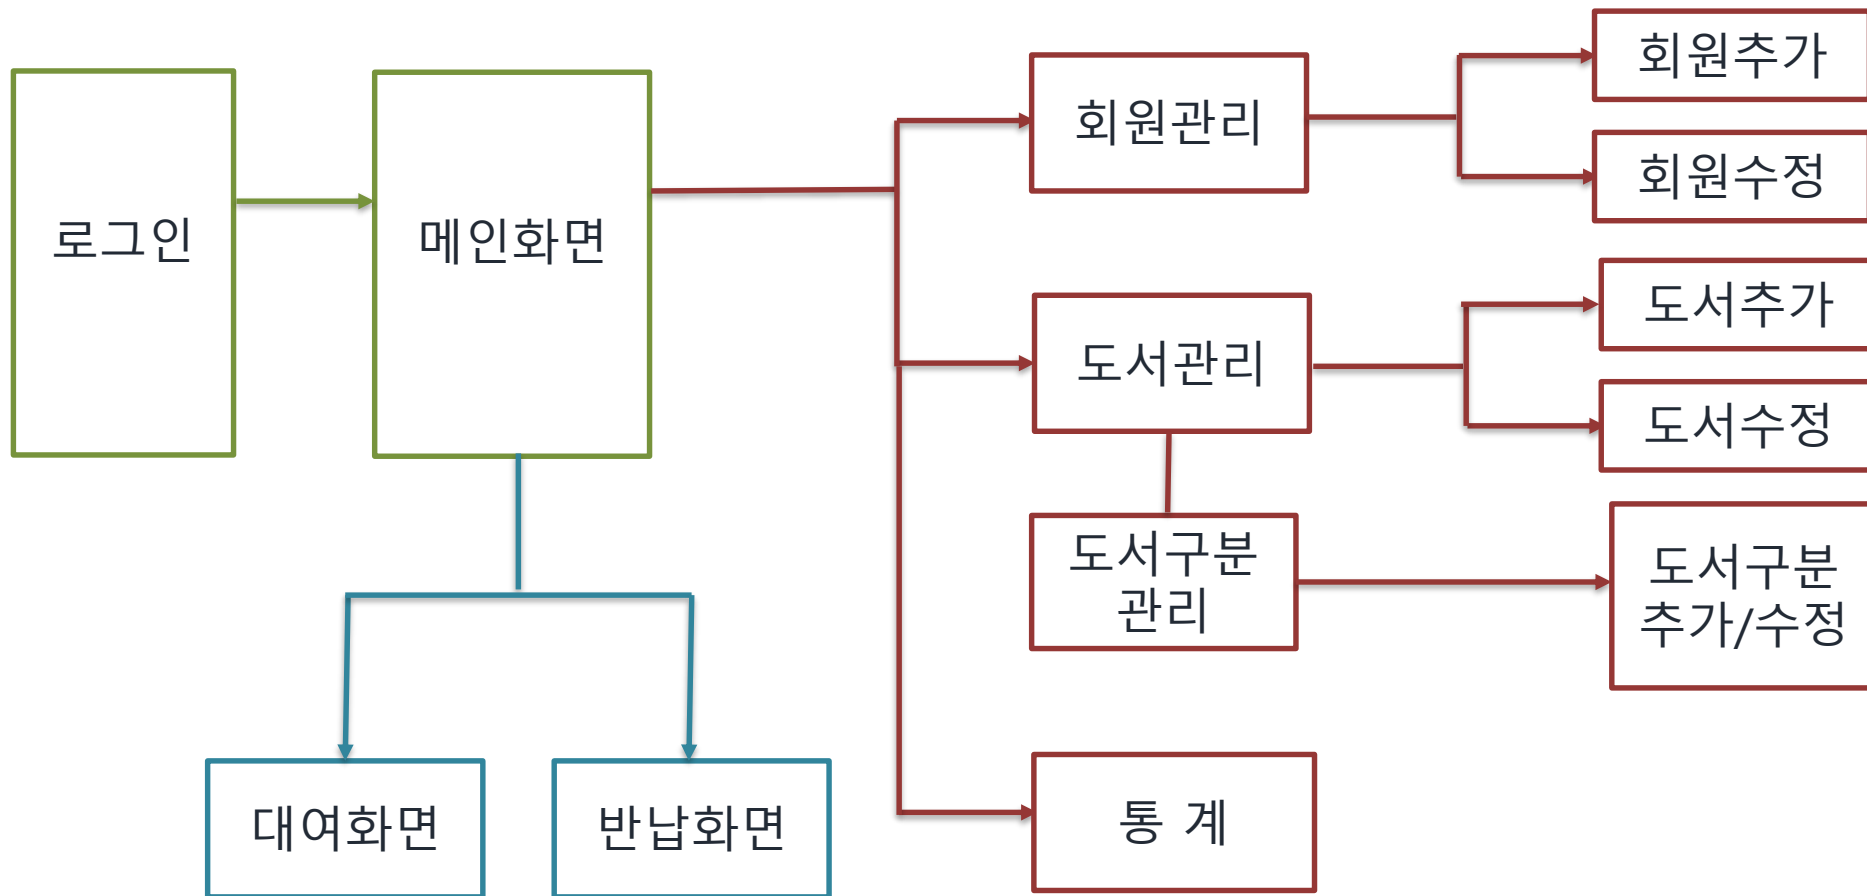 로그인
메인화면
회원관리
회원추가
회원수정
도서관리
도서추가
도서수정
도서구분
관리
도서구분
추가/수정
대여화면
반납화면
통 계